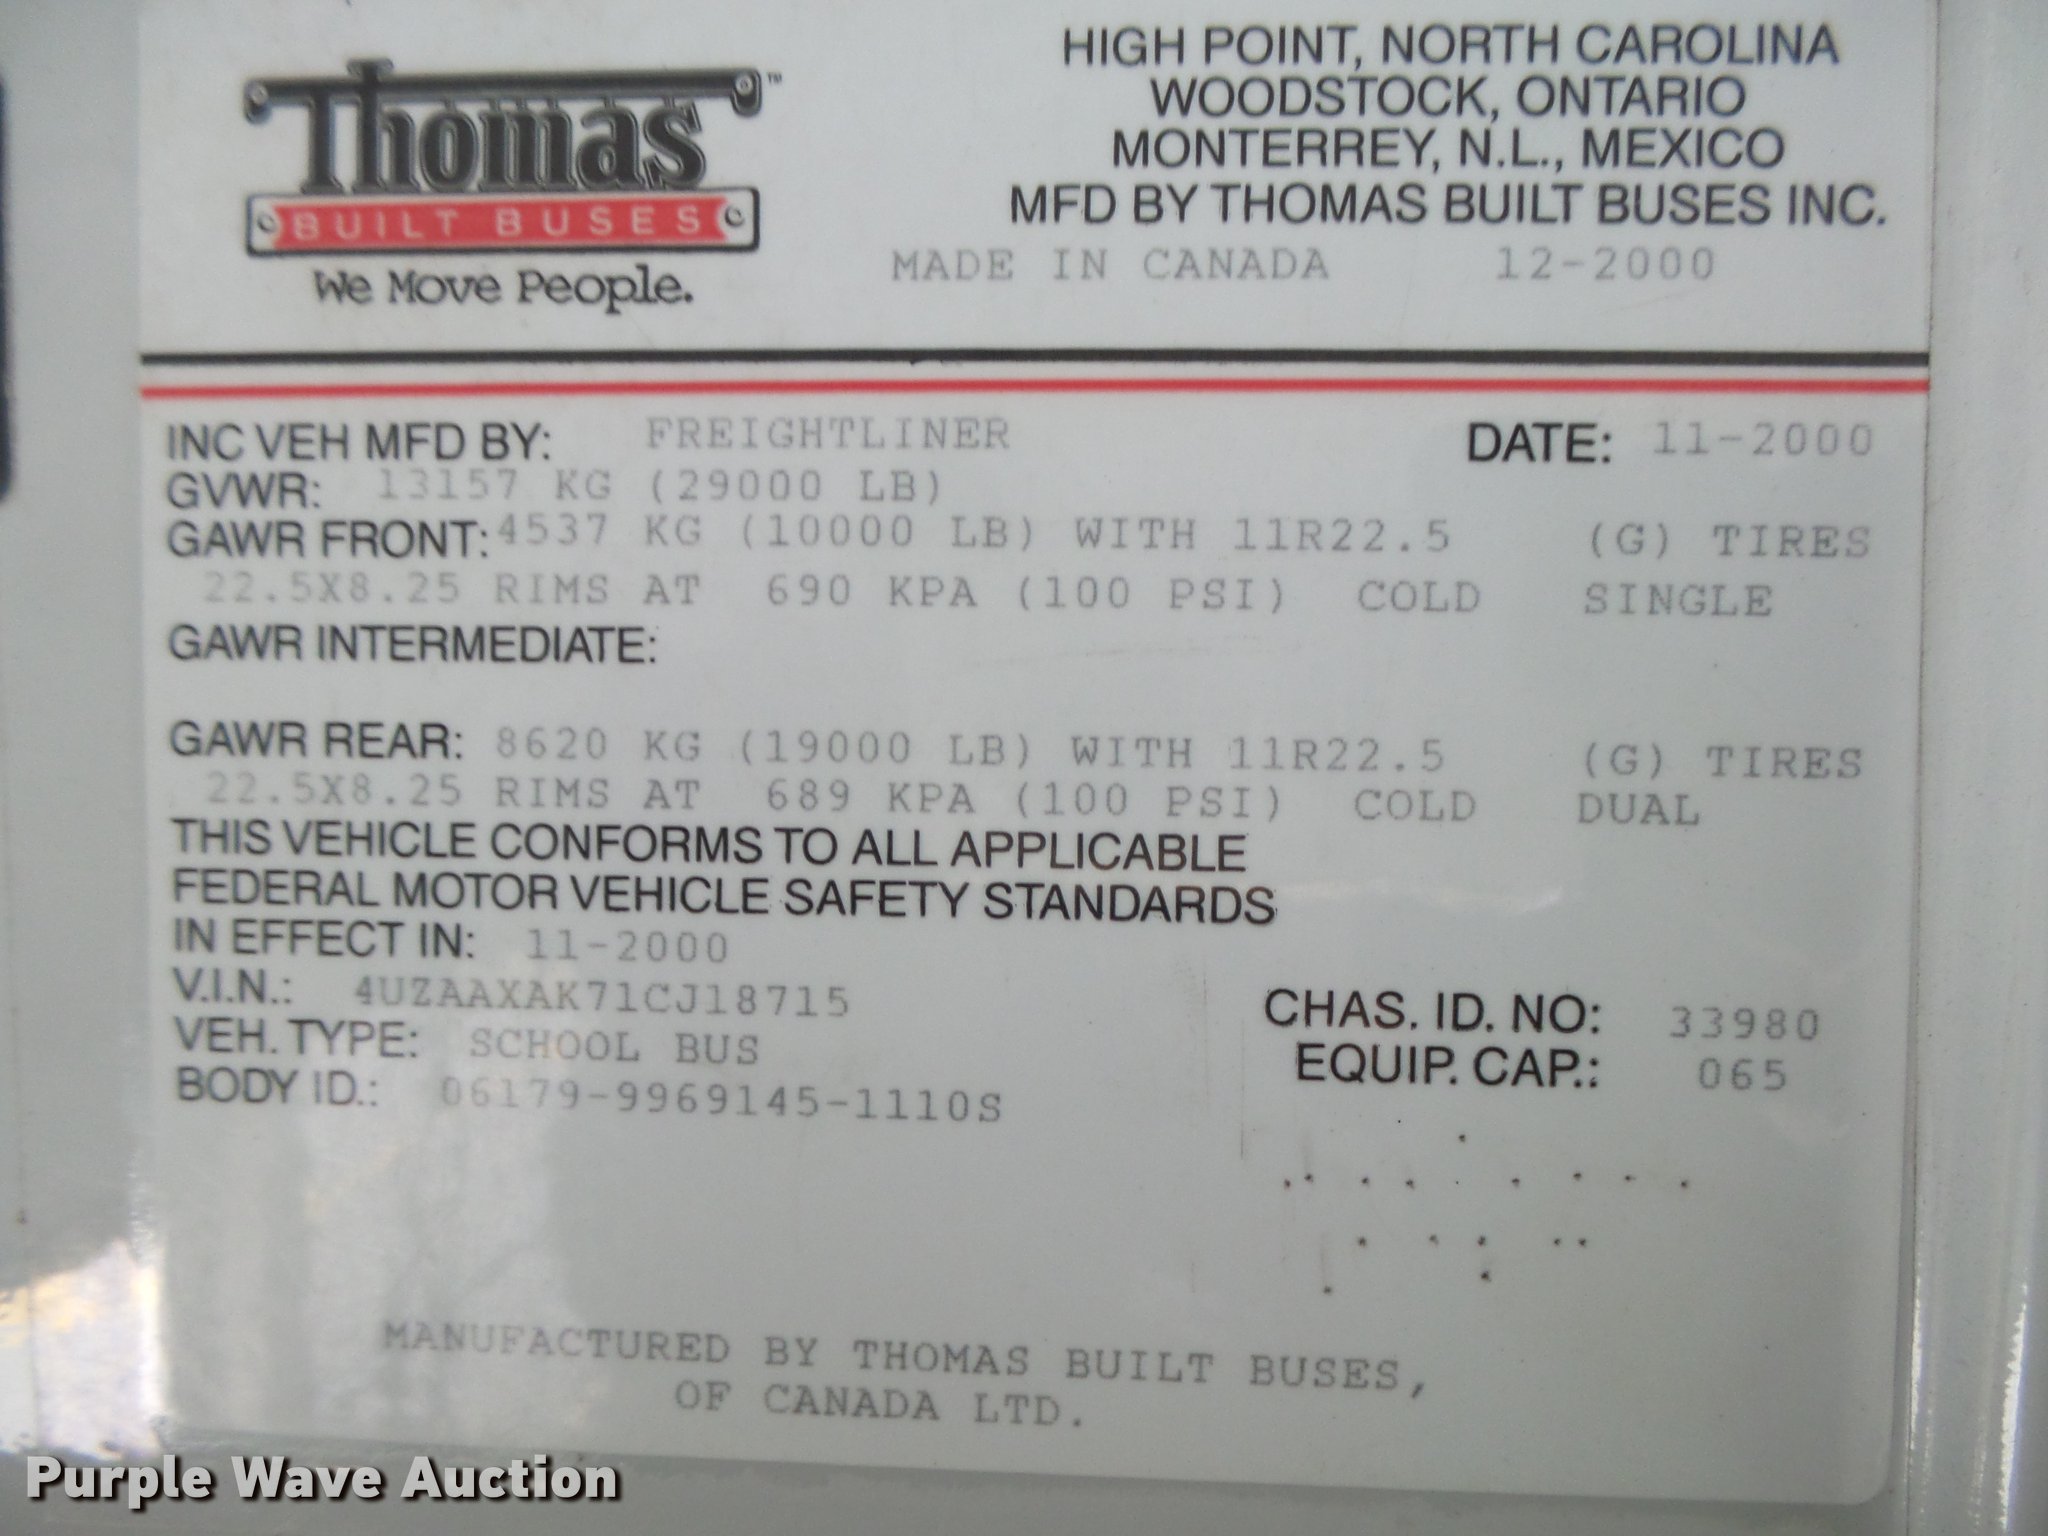 Thomas™
BUILT BUSES
We Move People.
HIGH POINT, NORTH CAROLINA
WOODSTOCK, ONTARIO
MONTERREY, N.L., MEXICO
MFD BY THOMAS BUILT BUSES INC.
MADE IN CANADA 12-2000
INC VEH MFD BY: FREIGHTLINER DATE: 11-2000
GVWR: 13157 KG (29000 LB)
GAWR FRONT: 4537 KG (10000 LB) WITH 11R22.5 (G) TIRES
22.5X8.25 RIMS AT 690 KPA (100 PSI) COLD SINGLE
GAWR INTERMEDIATE:
GAWR REAR: 8620 KG (19000 LB) WITH 11R22.5 (G) TIRES
22.5X8.25 RIMS AT 689 KPA (100 PSI) COLD DUAL
THIS VEHICLE CONFORMS TO ALL APPLICABLE
FEDERAL MOTOR VEHICLE SAFETY STANDARDS
IN EFFECT IN: 11-2000
V.I.N.: 4UZAAXAK71CJ18715
VEH. TYPE: SCHOOL BUS
BODY ID.: 06179-9969145-1110S
CHAS. ID. NO: 33980
EQUIP. CAP.: 065
MANUFACTURED BY THOMAS BUILT BUSES,
OF CANADA LTD.
Purple Wave Auction